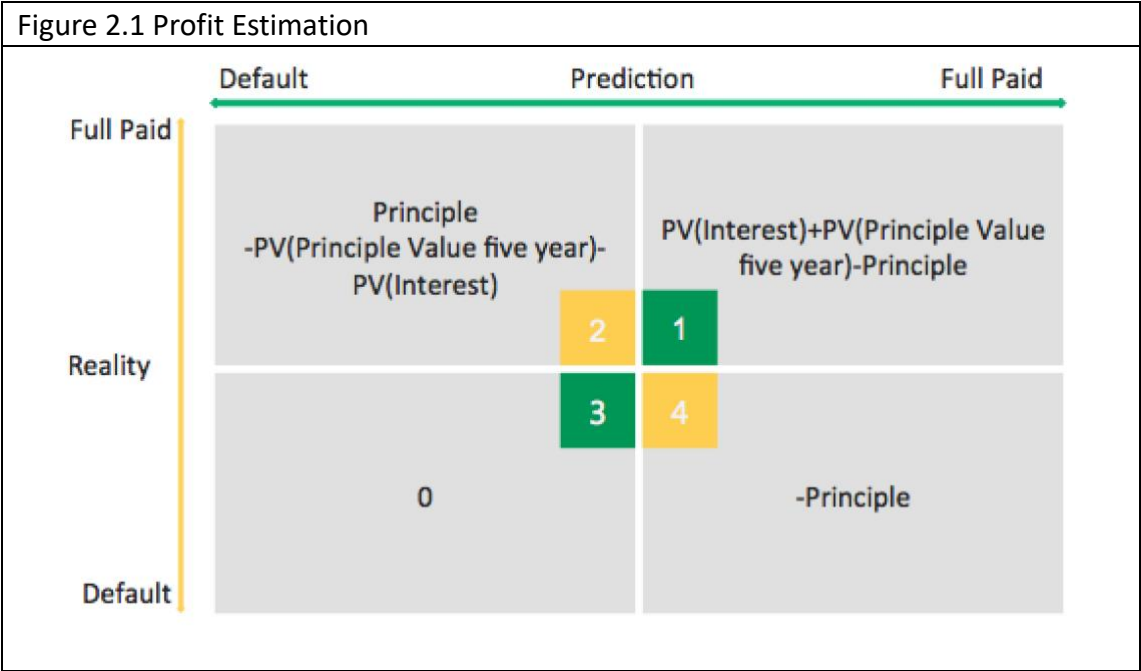 Figure 2.1 Profit Estimation
Default Prediction Full Paid
Full Paid
Principle
-PV(Principle Value five year)-
PV(Interest)
PV(Interest)+PV(Principle Value
five year)-Principle
2 1
Reality
3 4
0 -Principle
Default